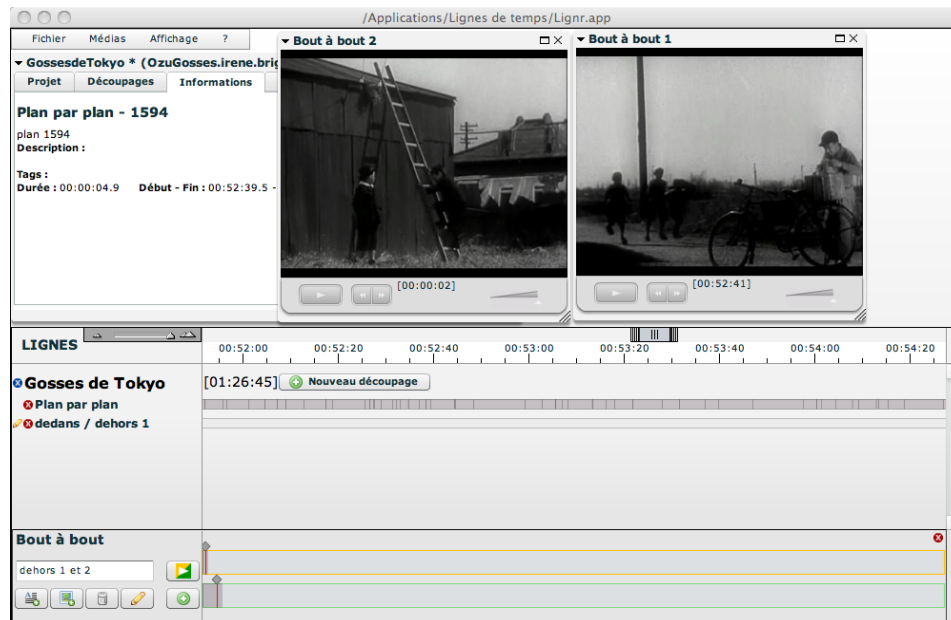 /Applications/Lignes de temps/Lignr.app
Fichier Médias Affichage ?
Bout à bout 2
Bout à bout 1
GossesdeTokyo * (OzuGosses.irene.brig
Projet Découpages Informations
Plan par plan - 1594
plan 1594
Description :
Tags :
Durée : 00:00:04.9 Début - Fin : 00:52:39.5 -
[00:00:02]
[00:52:41]
LIGNES
00:52:00 00:52:20 00:52:40 00:53:00 00:53:20 00:53:40 00:54:00 00:54:20
Gosses de Tokyo
[01:26:45] Nouveau découpage
Plan par plan
dedans / dehors 1
Bout à bout
dehors 1 et 2